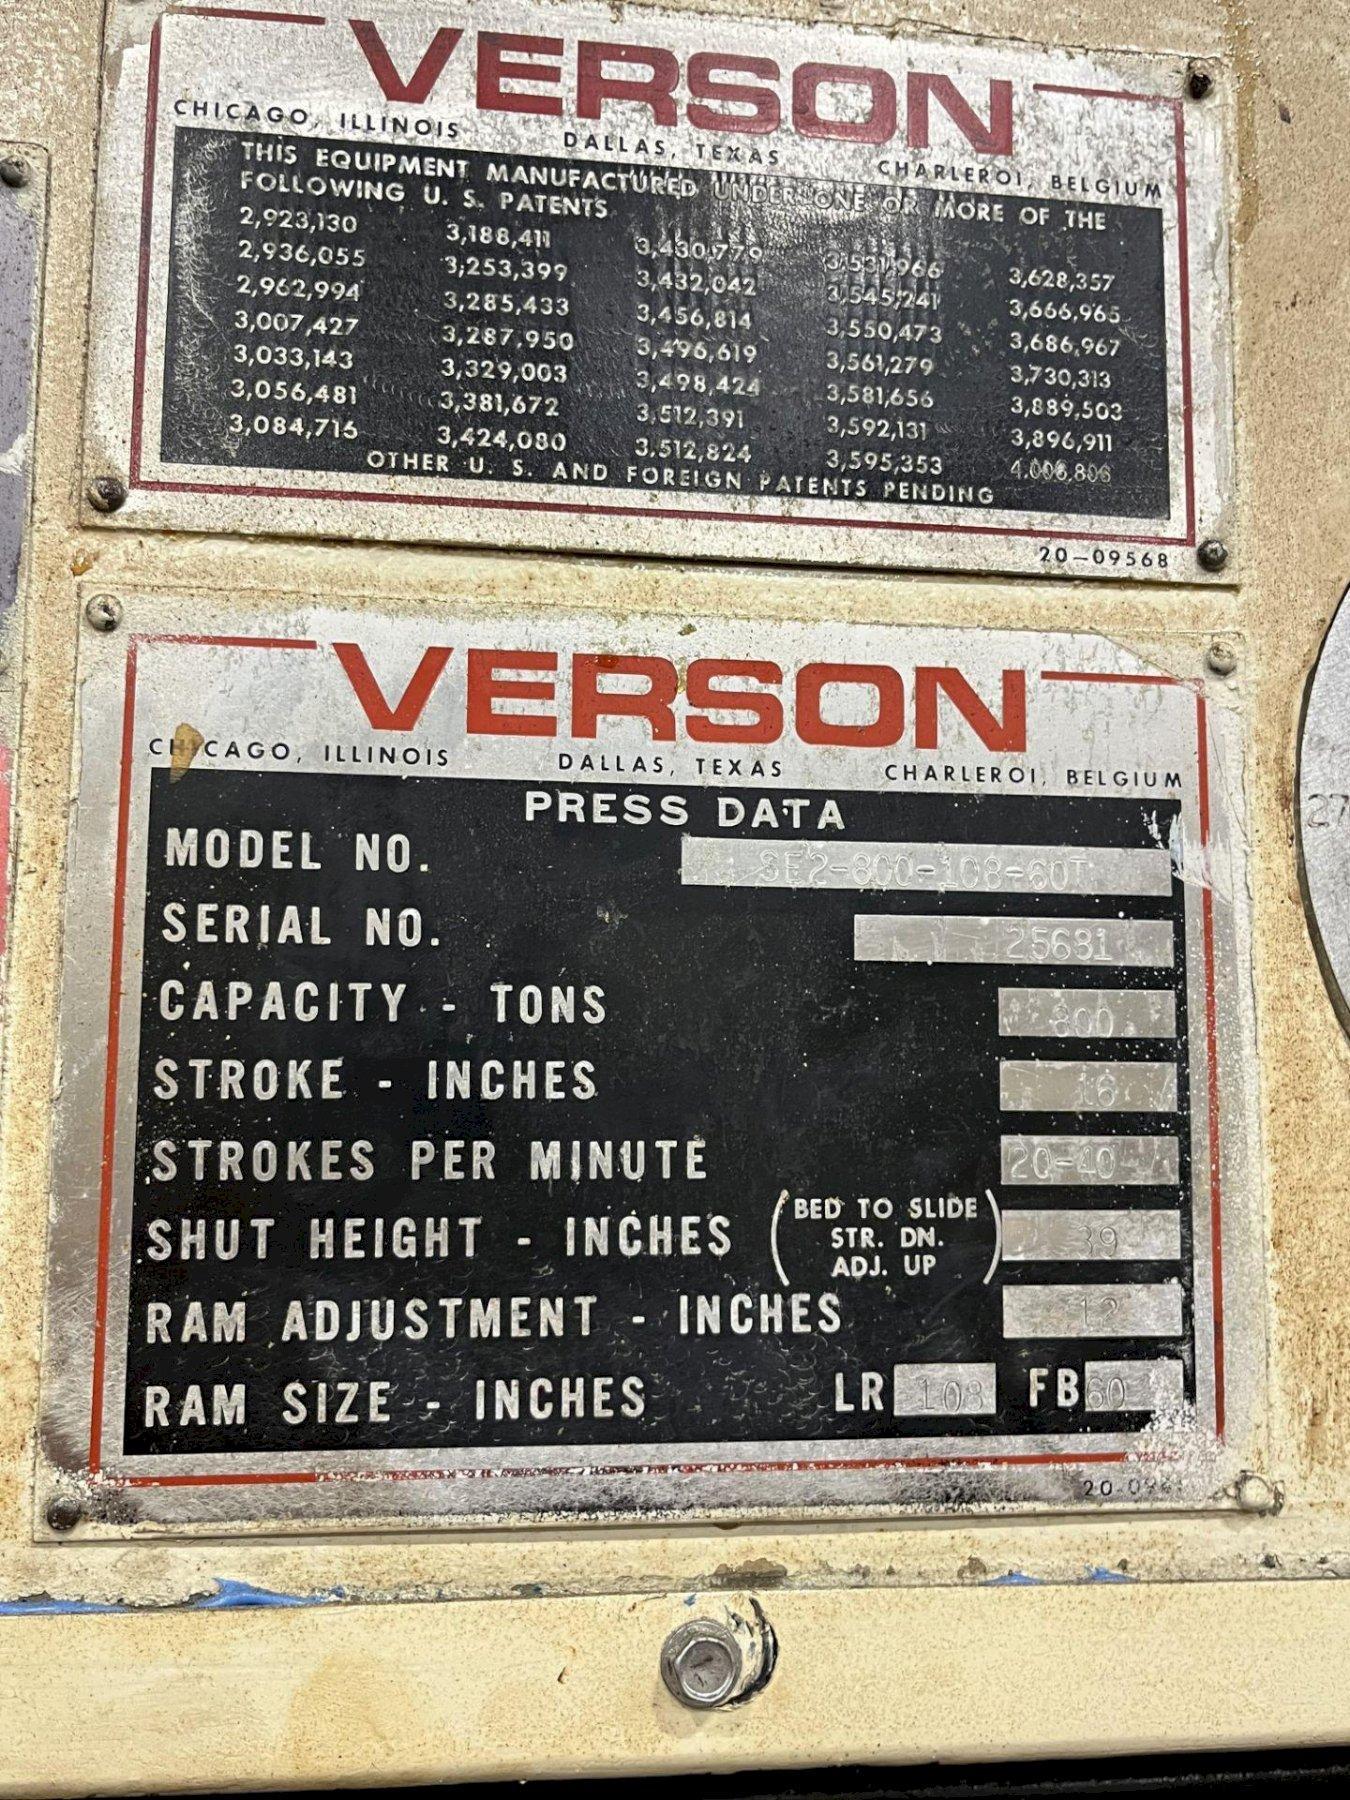 VERSON
CHICAGO, ILLINOIS DALLAS, TEXAS CHARLEROI, BELGIUM
THIS EQUIPMENT MANUFACTURED UNDER ONE OR MORE OF THE
FOLLOWING U. S. PATENTS
2,923,130 3,188,411 3,430,779 3,531,966 3,628,357
2,936,055 3,253,399 3,432,042 3,545,241 3,666,965
2,962,994 3,285,433 3,456,814 3,550,473 3,686,967
3,007,427 3,287,950 3,496,619 3,561,279 3,730,313
3,033,143 3,329,003 3,498,424 3,581,656 3,889,503
3,056,481 3,381,672 3,512,391 3,592,131 3,896,911
3,084,715 3,424,080 3,512,824 3,595,353 4,006,806
OTHER U. S. AND FOREIGN PATENTS PENDING
20-09568
VERSON
CHICAGO, ILLINOIS DALLAS, TEXAS CHARLEROI, BELGIUM
PRESS DATA
MODEL NO. SE2-800-108-60T
SERIAL NO. 25681
CAPACITY - TONS 800
STROKE - INCHES 16
STROKES PER MINUTE 20-40
SHUT HEIGHT - INCHES (BED TO SLIDE STR. DN. ADJ. UP) 39
RAM ADJUSTMENT - INCHES 12
RAM SIZE - INCHES LR 108 FB 60
27